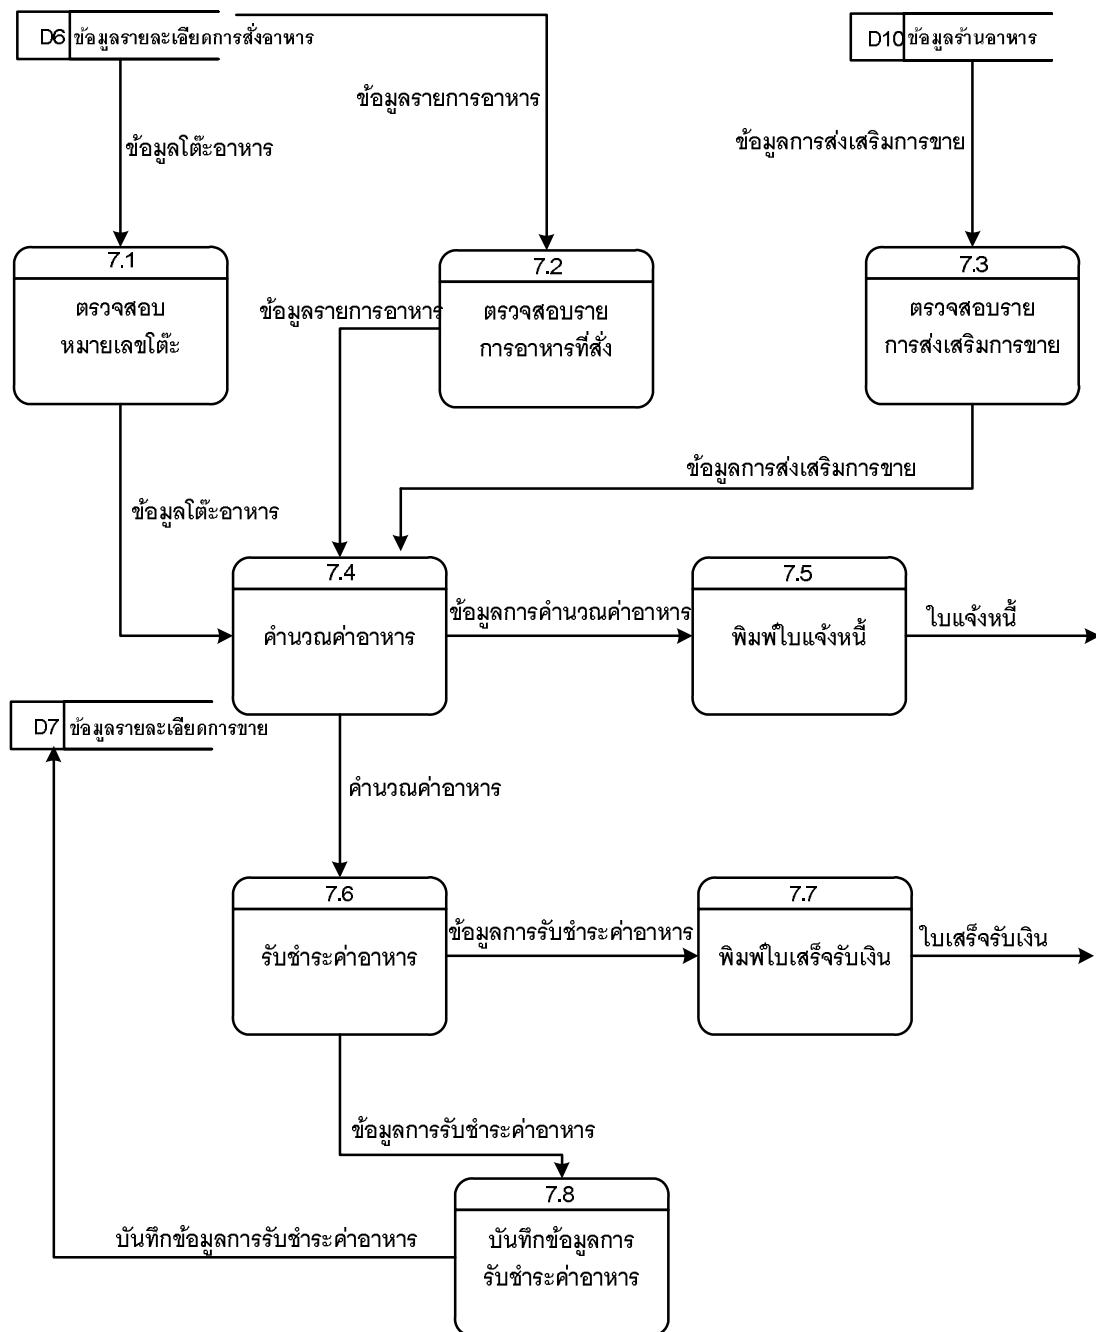 D6 ข้อมูลรายละเอียดการสั่งอาหาร
D10 ข้อมูลร้านอาหาร
ข้อมูลรายการอาหาร
ข้อมูลโต๊ะอาหาร
ข้อมูลการส่งเสริมการขาย
7.1
ตรวจสอบ
หมายเลขโต๊ะ
7.2
ตรวจสอบราย
การอาหารที่สั่ง
7.3
ตรวจสอบราย
การส่งเสริมการขาย
ข้อมูลรายการอาหาร
ข้อมูลการส่งเสริมการขาย
ข้อมูลโต๊ะอาหาร
7.4
คำนวณค่าอาหาร
ข้อมูลการคำนวณค่าอาหาร
7.5
พิมพ์ใบแจ้งหนี้
ใบแจ้งหนี้
D7 ข้อมูลรายละเอียดการขาย
คำนวณค่าอาหาร
7.6
รับชำระค่าอาหาร
ข้อมูลการรับชำระค่าอาหาร
7.7
พิมพ์ใบเสร็จรับเงิน
ใบเสร็จรับเงิน
ข้อมูลการรับชำระค่าอาหาร
7.8
บันทึกข้อมูลการ
รับชำระค่าอาหาร
บันทึกข้อมูลการรับชำระค่าอาหาร